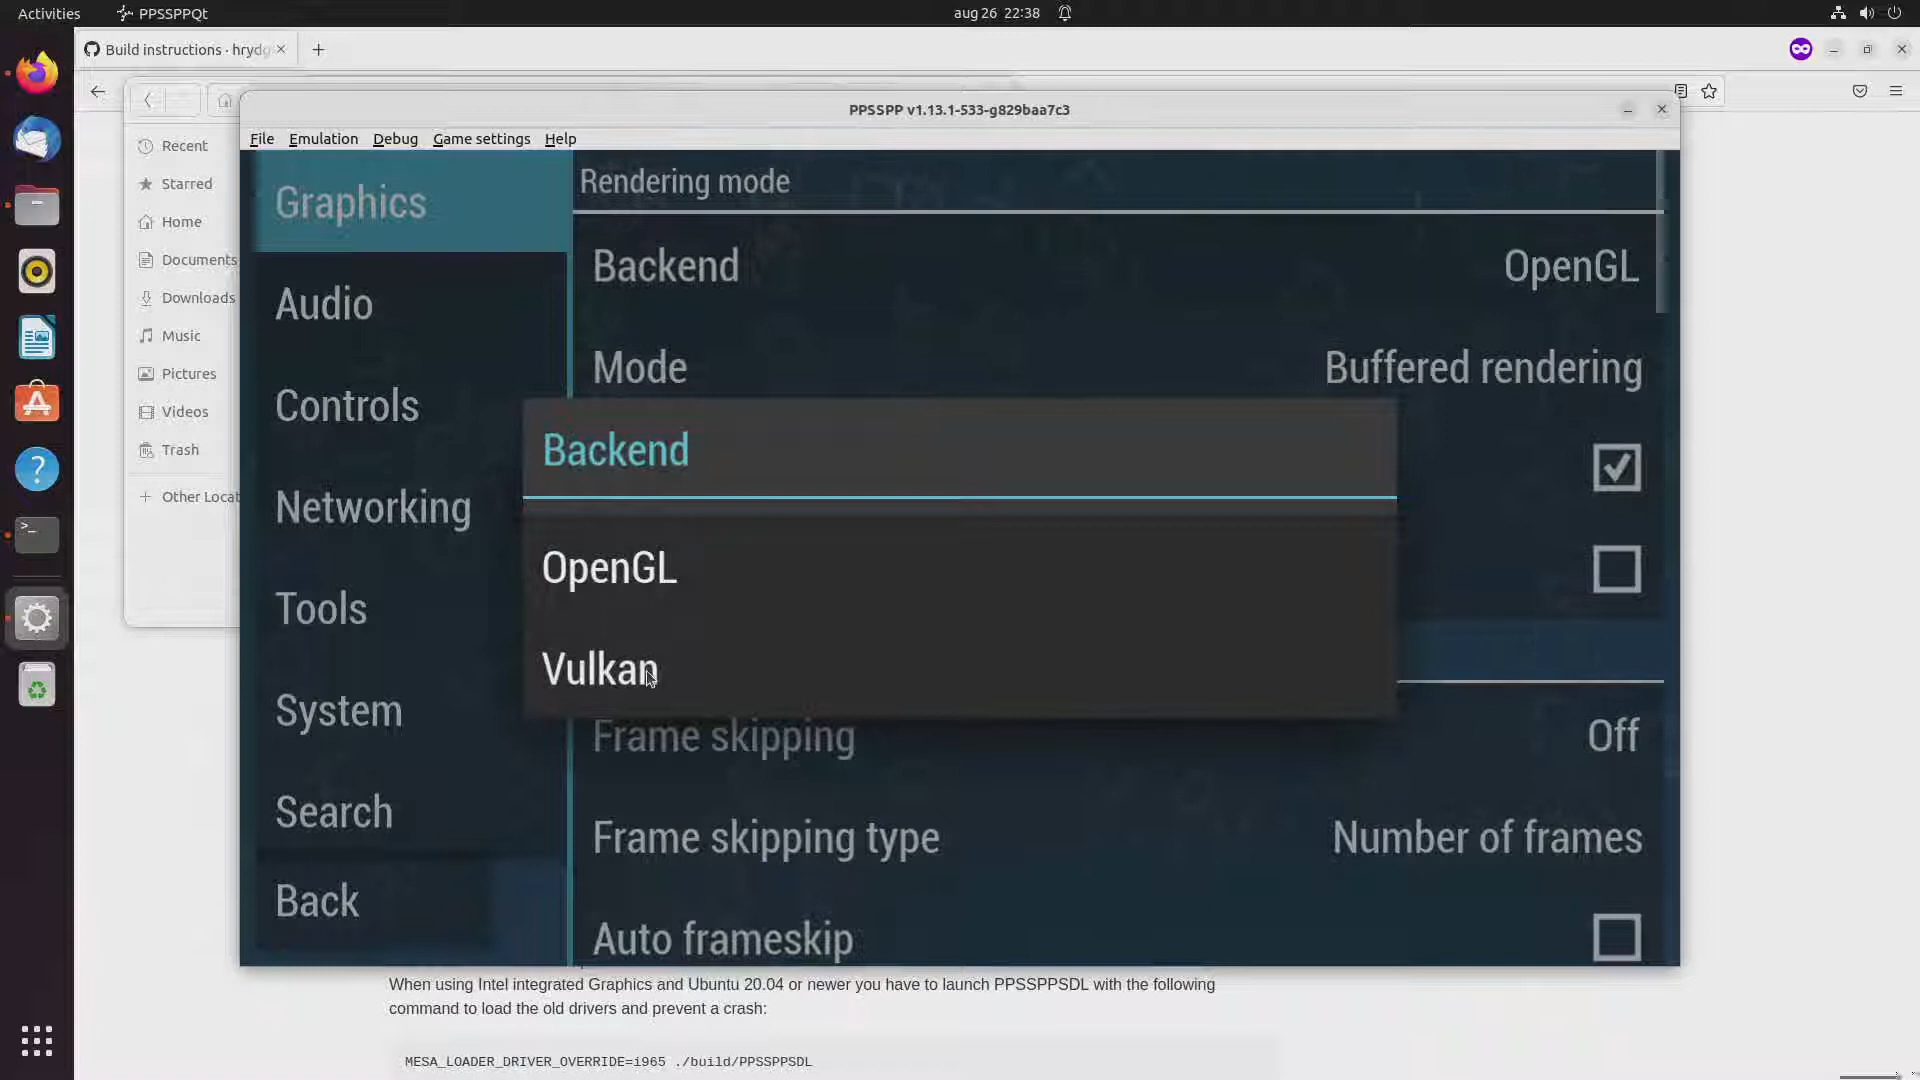 Activities
PPSSPPQt
aug 26 22:38
Build instructions · hrydg
Recent
Starred
Home
Documents
Downloads
Music
Pictures
Videos
Trash
Other Locat
PPSSPP v1.13.1-533-g829baa7c3
File Emulation Debug Game settings Help
Graphics
Audio
Controls
Networking
Tools
System
Search
Back
Rendering mode
Backend OpenGL
Mode Buffered rendering
Backend
OpenGL
Vulkan
Frame skipping Off
Frame skipping type Number of frames
Auto frameskip
When using Intel integrated Graphics and Ubuntu 20.04 or newer you have to launch PPSSPPSDL with the following
command to load the old drivers and prevent a crash:
MESA_LOADER_DRIVER_OVERRIDE=i965 ./build/PPSSPPSDL